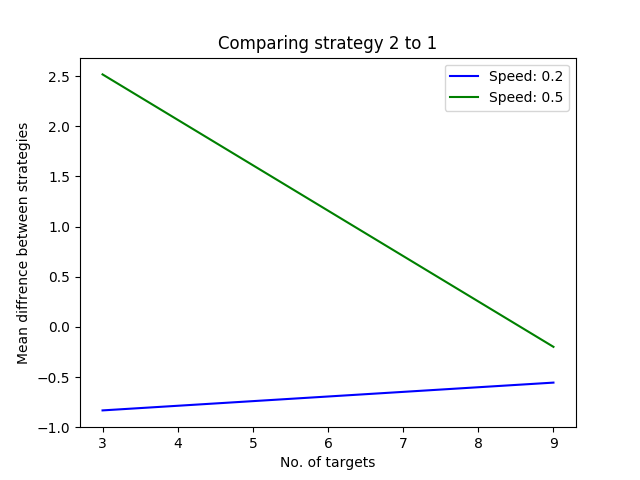 Comparing strategy 2 to 1
Speed: 0.2
Speed: 0.5
Mean diffrence between strategies
2.5
2.0
1.5
1.0
0.5
0.0
−0.5
−1.0
3 4 5 6 7 8 9
No. of targets